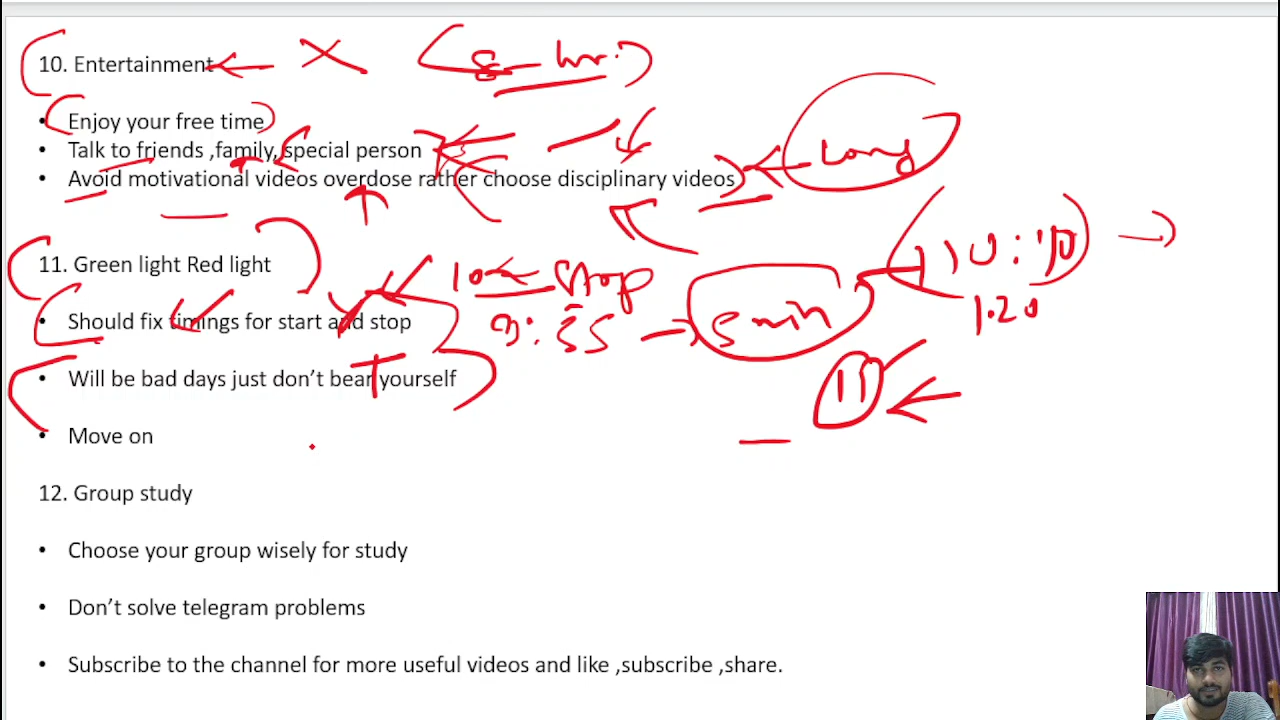 10. Entertainment (8 hr.)
• Enjoy your free time
• Talk to friends ,family, special person
• Avoid motivational videos overdose rather choose disciplinary videos Long
11. Green light Red light 10:10
10 Stop
• Should fix timings for start and stop 9:55 5 min 1.20
• Will be bad days just don't bear yourself 11
• Move on
12. Group study
• Choose your group wisely for study
• Don't solve telegram problems
• Subscribe to the channel for more useful videos and like ,subscribe ,share.